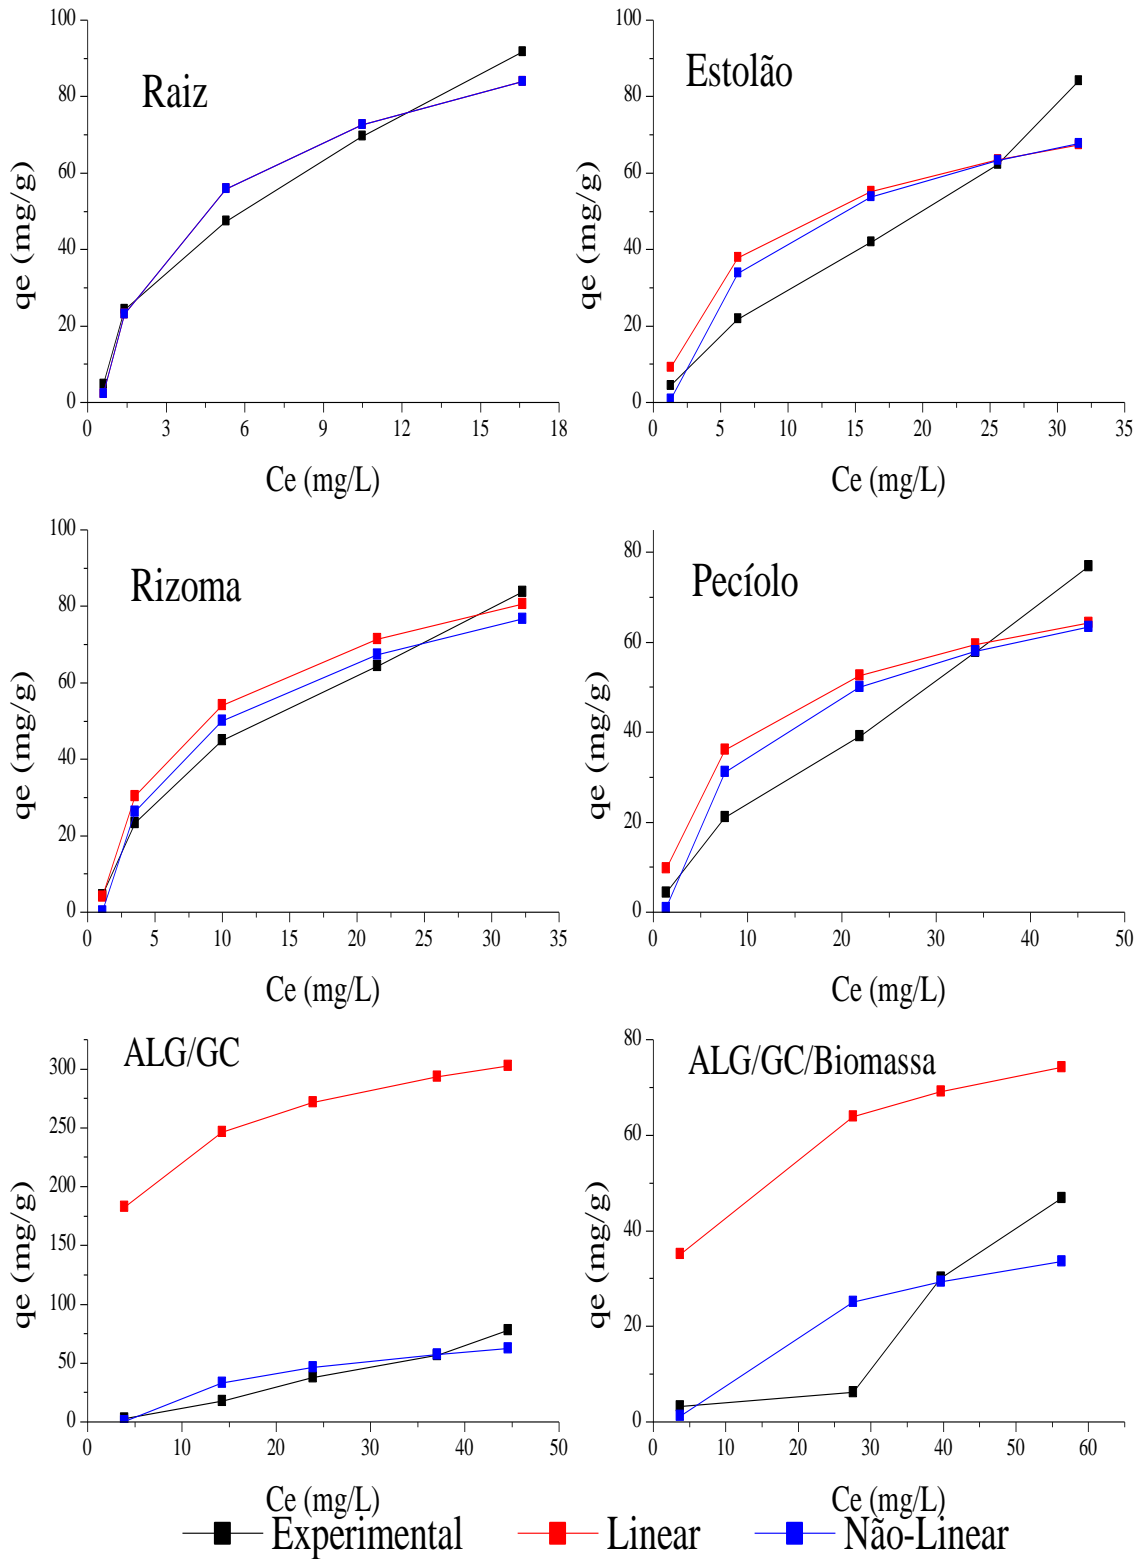 Raiz
100
80
60
40
20
0
qe (mg/g)
0 3 6 9 12 15 18
Ce (mg/L)
Estolão
100
80
60
40
20
0
qe (mg/g)
0 5 10 15 20 25 30 35
Ce (mg/L)
Rizoma
100
80
60
40
20
0
qe (mg/g)
0 5 10 15 20 25 30 35
Ce (mg/L)
Pecíolo
80
60
40
20
0
qe (mg/g)
0 10 20 30 40 50
Ce (mg/L)
ALG/GC
300
250
200
150
100
50
0
qe (mg/g)
0 10 20 30 40 50
Ce (mg/L)
ALG/GC/Biomassa
80
60
40
20
0
qe (mg/g)
0 10 20 30 40 50 60
Ce (mg/L)
Experimental Linear Não-Linear